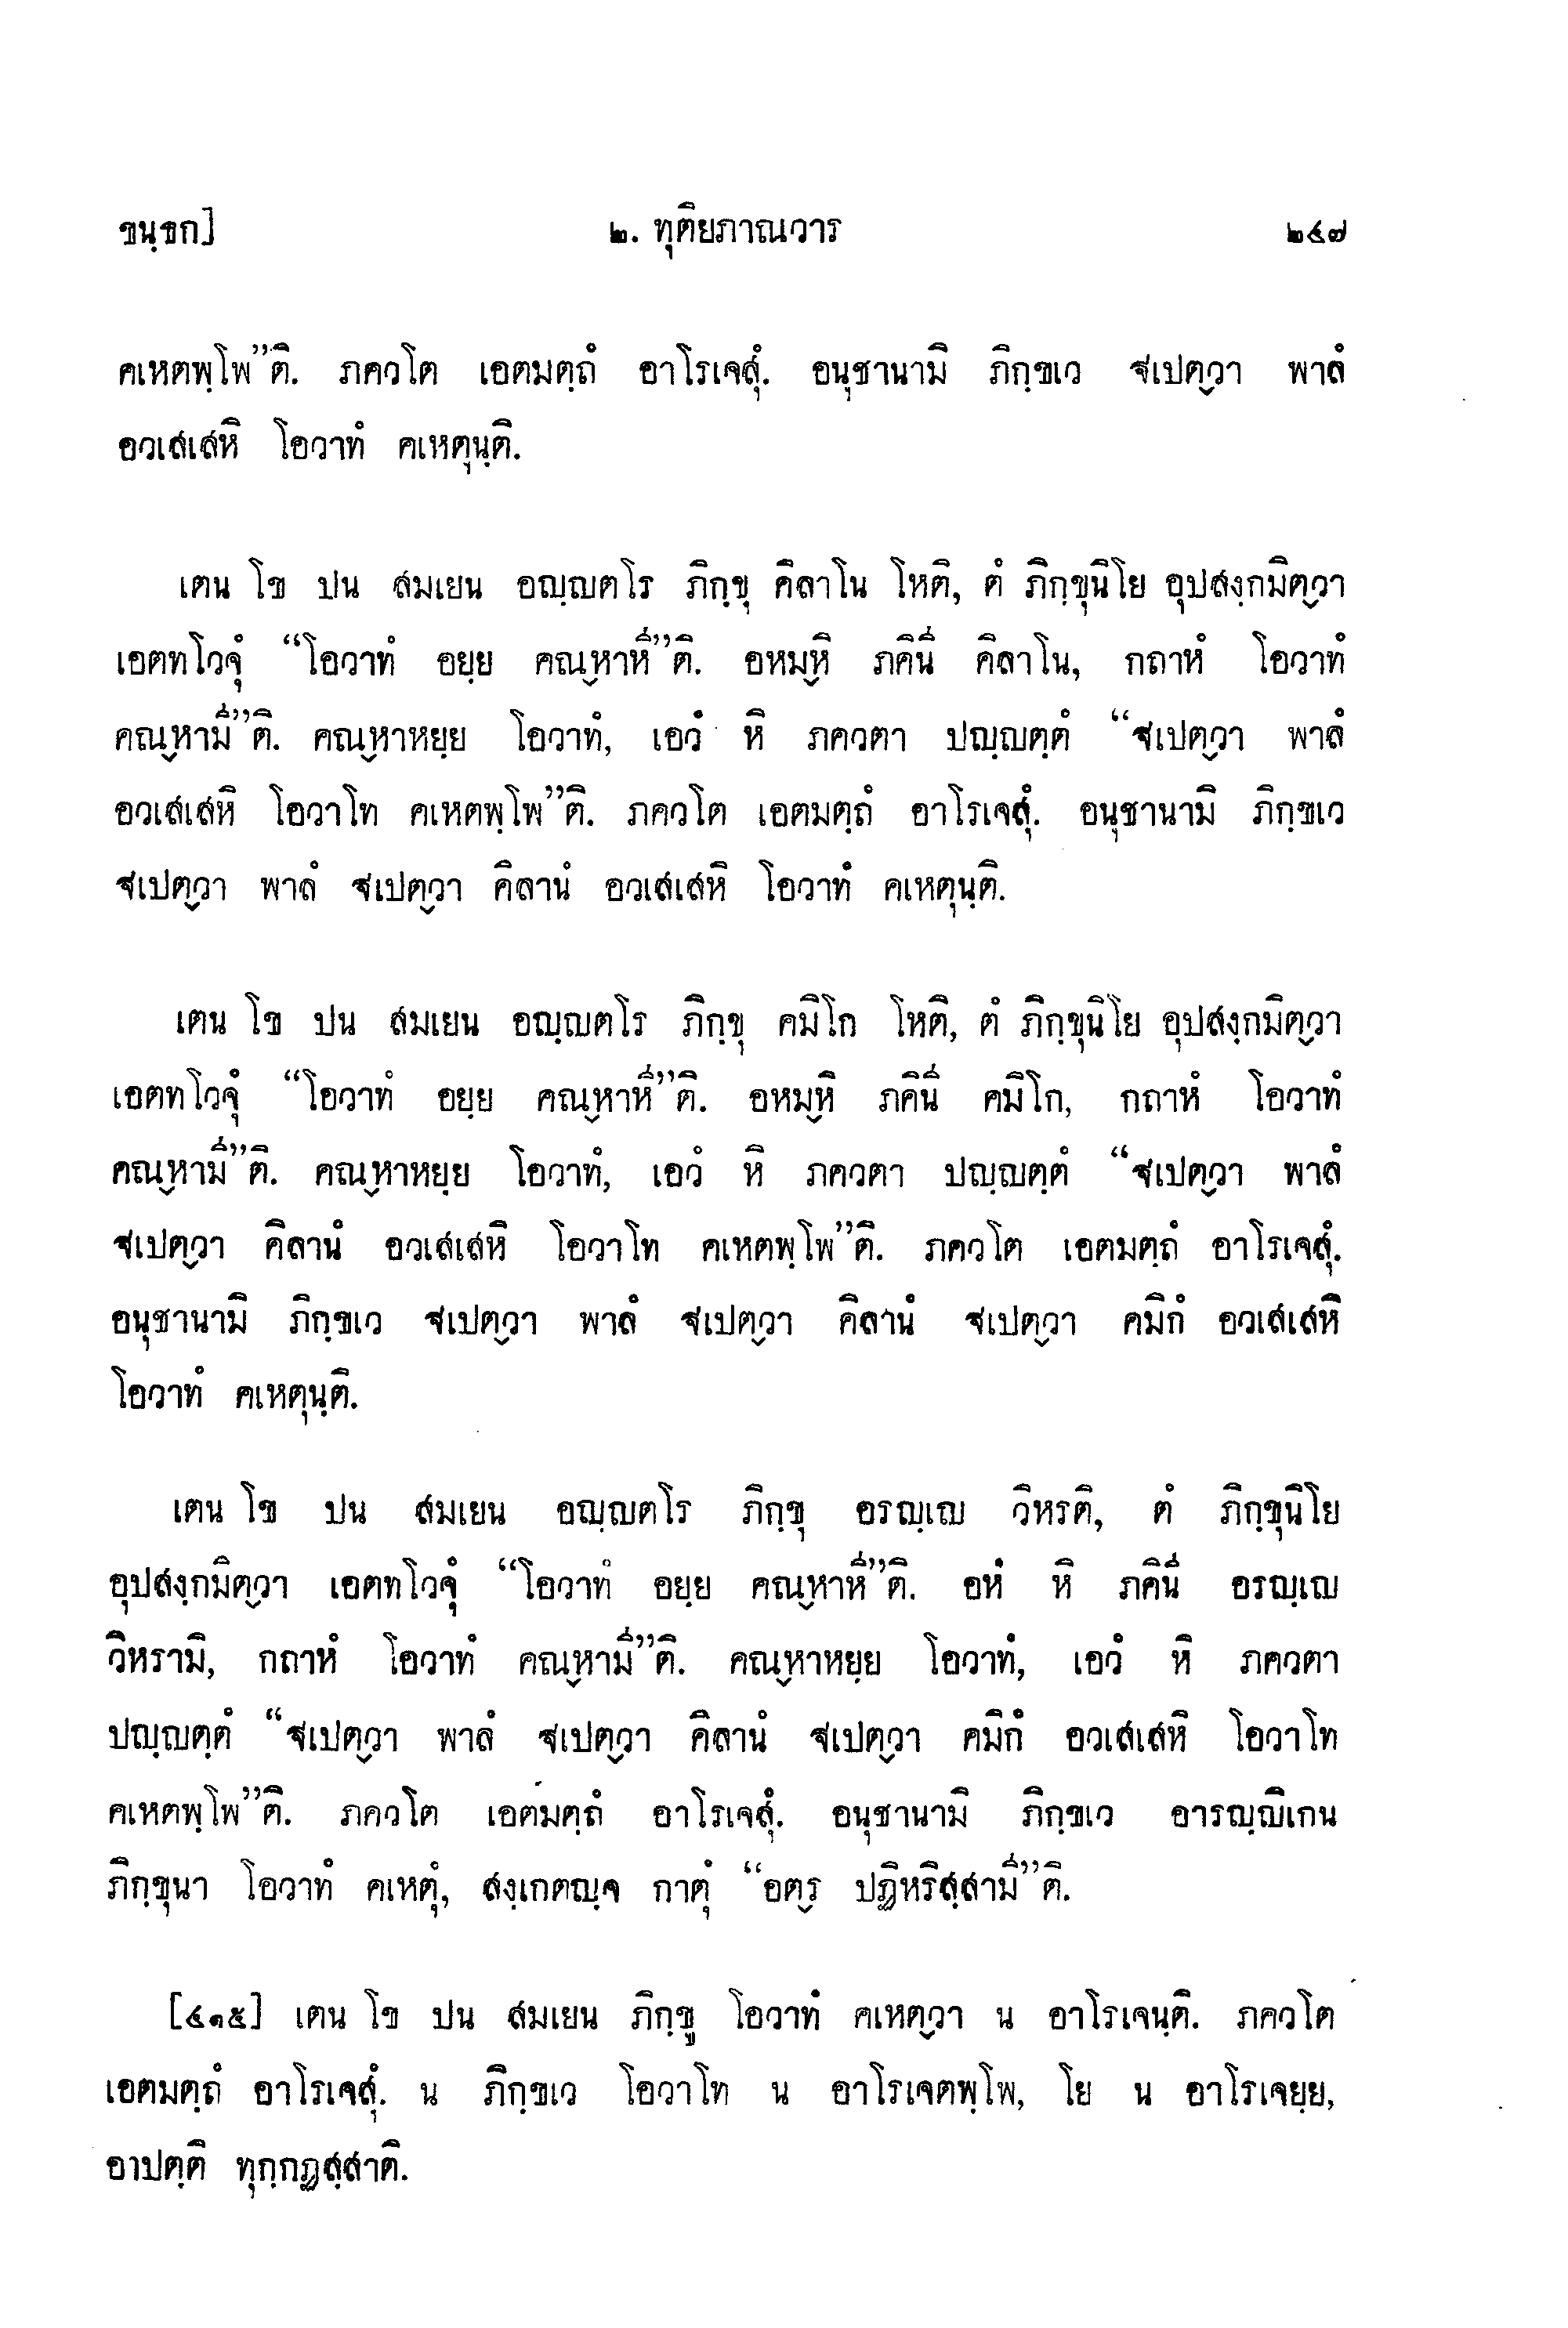 ขนฺธก] ๒. ทุติยภาณวาร ๒๔๗
คเหตพฺโพ”ติ. ภควโต เอตมตฺถํ อาโรเจสุํ. อนุชานามิ ภิกฺขเว ฐเปต๎วา พาลํ
อวเสเสหิ โอวาทํ คเหตุนฺติ.
เตน โข ปน สมเยน อญฺญตโร ภิกฺขุ คิลาโน โหติ, ตํ ภิกฺขุนิโย อุปสงฺกมิต๎วา
เอตทโวจุํ “โอวาทํ อยฺย คณ๎หาหี”ติ. อหม๎หิ ภคินี คิลาโน, กถาหํ โอวาทํ
คณ๎หามี”ติ. คณ๎หาหยฺย โอวาทํ, เอวํ หิ ภควตา ปญฺญตฺตํ “ฐเปต๎วา พาลํ
อวเสเสหิ โอวาโท คเหตพฺโพ”ติ. ภควโต เอตมตฺถํ อาโรเจสุํ. อนุชานามิ ภิกฺขเว
ฐเปต๎วา พาลํ ฐเปต๎วา คิลานํ อวเสเสหิ โอวาทํ คเหตุนฺติ.
เตน โข ปน สมเยน อญฺญตโร ภิกฺขุ คมิโก โหติ, ตํ ภิกฺขุนิโย อุปสงฺกมิต๎วา
เอตทโวจุํ “โอวาทํ อยฺย คณ๎หาหี”ติ. อหม๎หิ ภคินี คมิโก, กถาหํ โอวาทํ
คณ๎หามี”ติ. คณ๎หาหยฺย โอวาทํ, เอวํ หิ ภควตา ปญฺญตฺตํ “ฐเปต๎วา พาลํ
ฐเปต๎วา คิลานํ อวเสเสหิ โอวาโท คเหตพฺโพ”ติ. ภควโต เอตมตฺถํ อาโรเจสุํ.
อนุชานามิ ภิกฺขเว ฐเปต๎วา พาลํ ฐเปต๎วา คิลานํ ฐเปต๎วา คมิกํ อวเสเสหิ
โอวาทํ คเหตุนฺติ.
เตน โข ปน สมเยน อญฺญตโร ภิกฺขุ อรญฺเญ วิหรติ, ตํ ภิกฺขุนิโย
อุปสงฺกมิต๎วา เอตทโวจุํ “โอวาทํ อยฺย คณ๎หาหี”ติ. อหํ หิ ภคินี อรญฺเญ
วิหรามิ, กถาหํ โอวาทํ คณ๎หามี”ติ. คณ๎หาหยฺย โอวาทํ, เอวํ หิ ภควตา
ปญฺญตฺตํ “ฐเปต๎วา พาลํ ฐเปต๎วา คิลานํ ฐเปต๎วา คมิกํ อวเสเสหิ โอวาโท
คเหตพฺโพ”ติ. ภควโต เอตมตฺถํ อาโรเจสุํ. อนุชานามิ ภิกฺขเว อารญฺญิเกน
ภิกฺขุนา โอวาทํ คเหตุํ, สงฺเกตญฺจ กาตุํ “อต๎ร ปฏิหริสฺสามี”ติ.
[๔๑๕] เตน โข ปน สมเยน ภิกฺขู โอวาทํ คเหต๎วา น อาโรเจนฺติ. ภควโต
เอตมตฺถํ อาโรเจสุํ. น ภิกฺขเว โอวาโท น อาโรเจตพฺโพ, โย น อาโรเจยฺย,
อาปตฺติ ทุกฺกฏสฺสาติ.